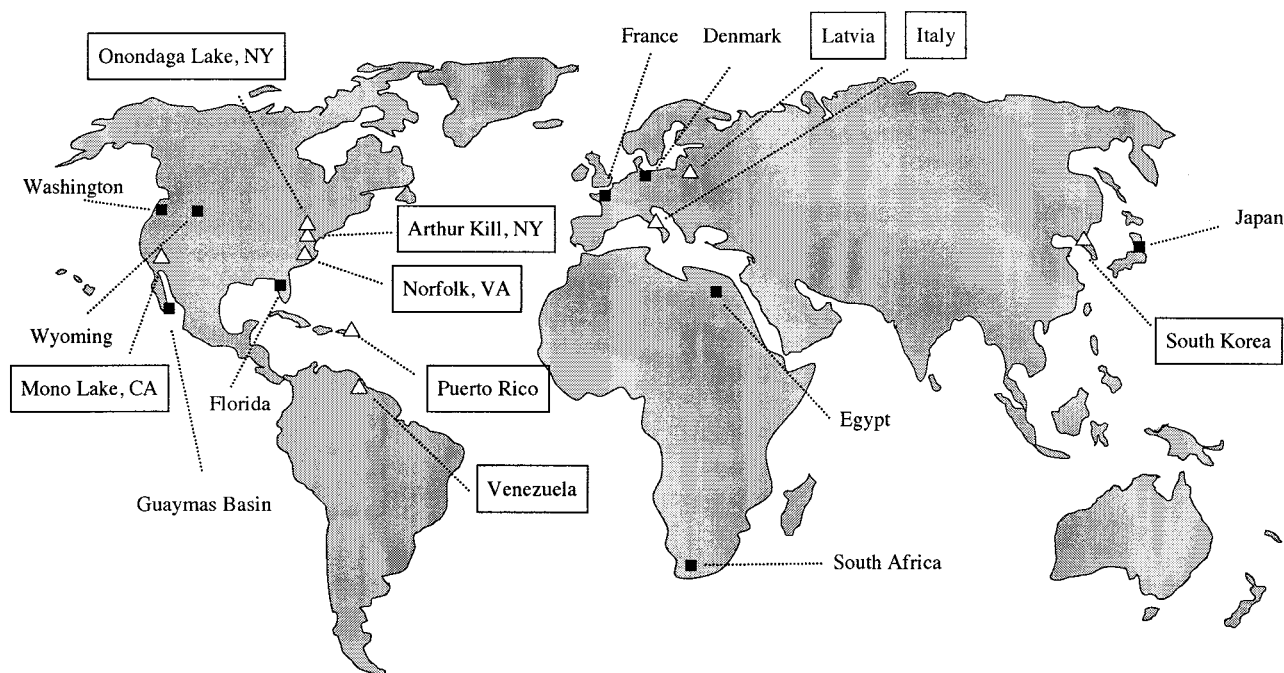 France
Denmark
Latvia
Italy
Onondaga Lake, NY
Washington
Arthur Kill, NY
Japan
Norfolk, VA
Wyoming
South Korea
Mono Lake, CA
Puerto Rico
Florida
Egypt
Venezuela
Guaymas Basin
South Africa